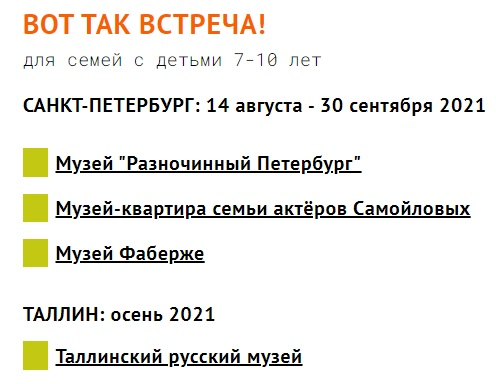 ВОТ ТАК ВСТРЕЧА!
для семей с детьми 7-10 лет
САНКТ-ПЕТЕРБУРГ: 14 августа - 30 сентября 2021
Музей "Разночинный Петербург"
Музей-квартира семьи актёров Самойловых
Музей Фаберже
ТАЛЛИН: осень 2021
Таллинский русский музей